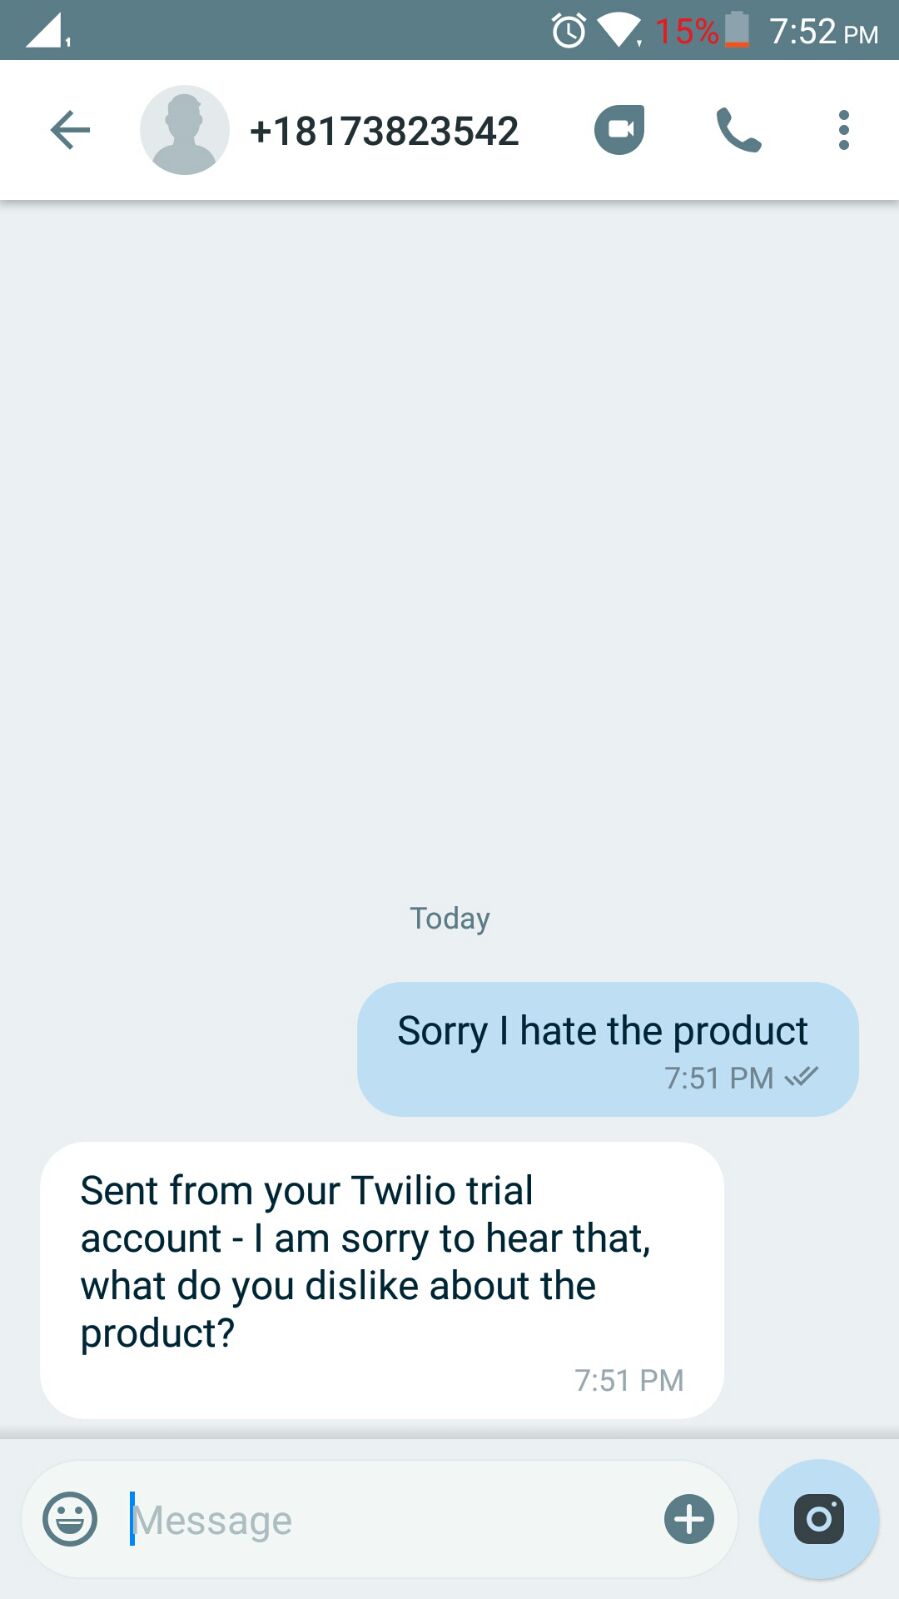 1 15% 7:52 PM
+18173823542
Today
Sorry I hate the product
7:51 PM
Sent from your Twilio trial
account - I am sorry to hear that,
what do you dislike about the
product?
7:51 PM
Message